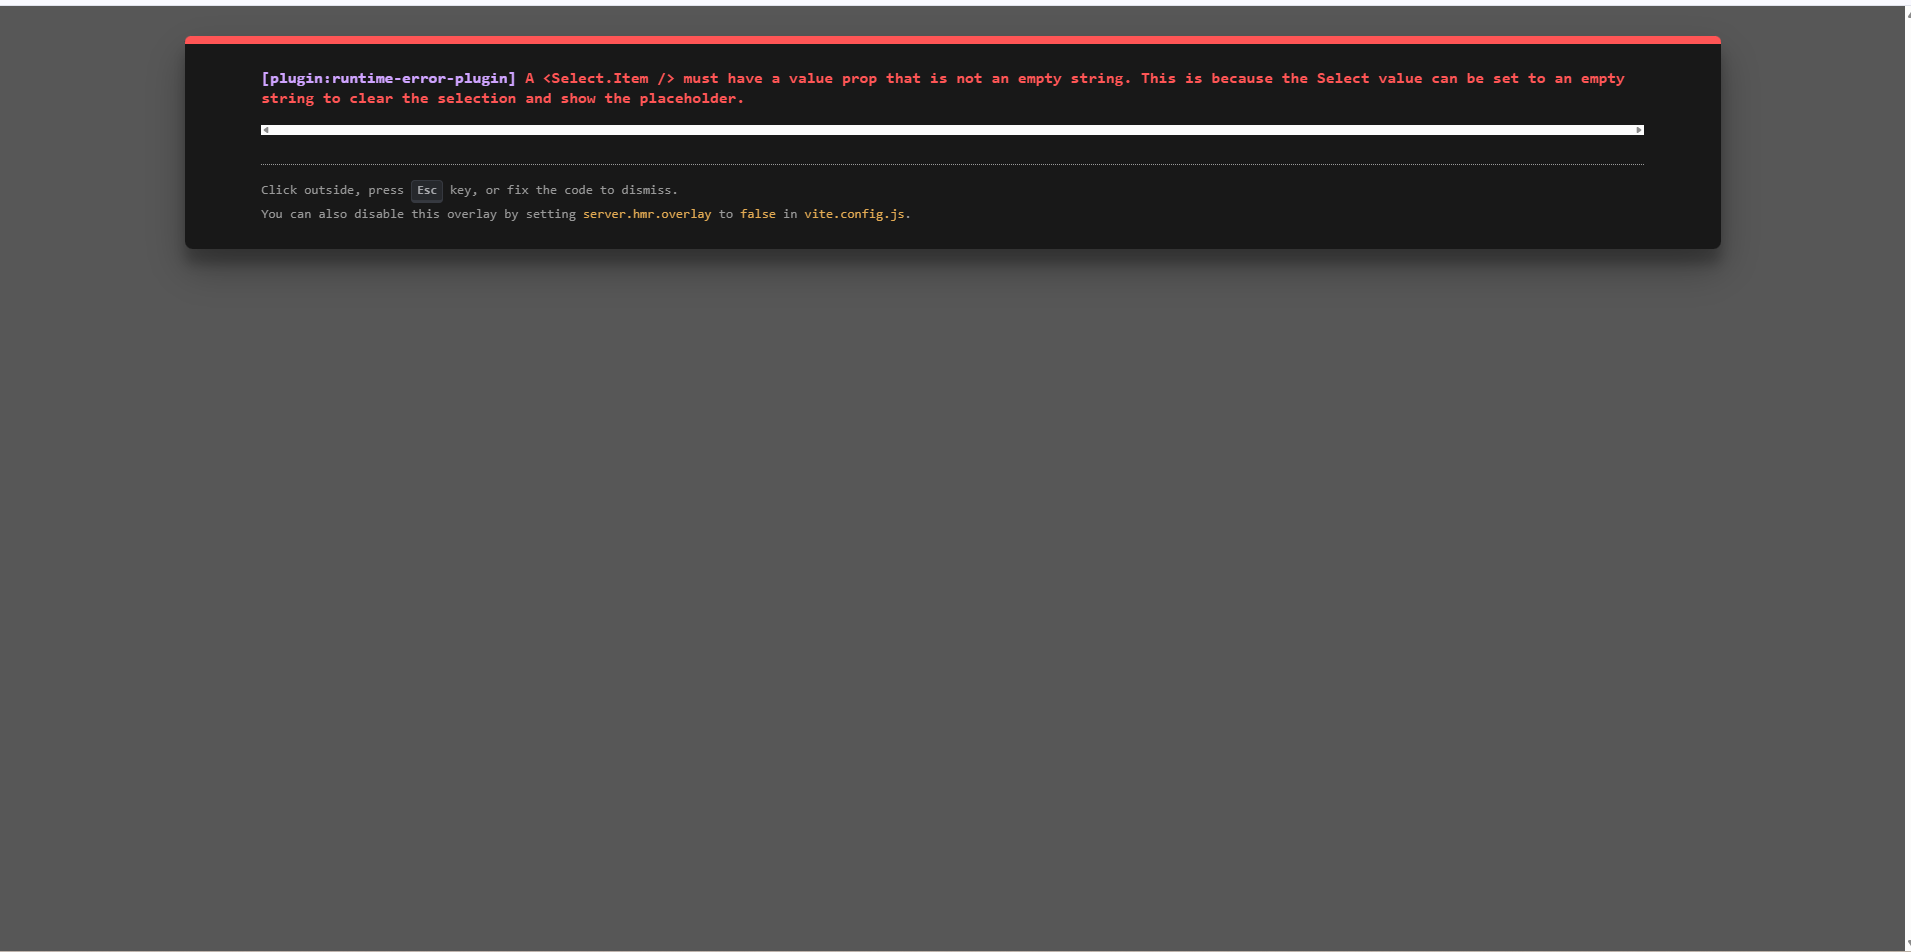 [plugin:runtime-error-plugin] A <Select.Item /> must have a value prop that is not an empty string. This is because the Select value can be set to an empty
string to clear the selection and show the placeholder.
Click outside, press Esc key, or fix the code to dismiss.
You can also disable this overlay by setting server.hmr.overlay to false in vite.config.js.